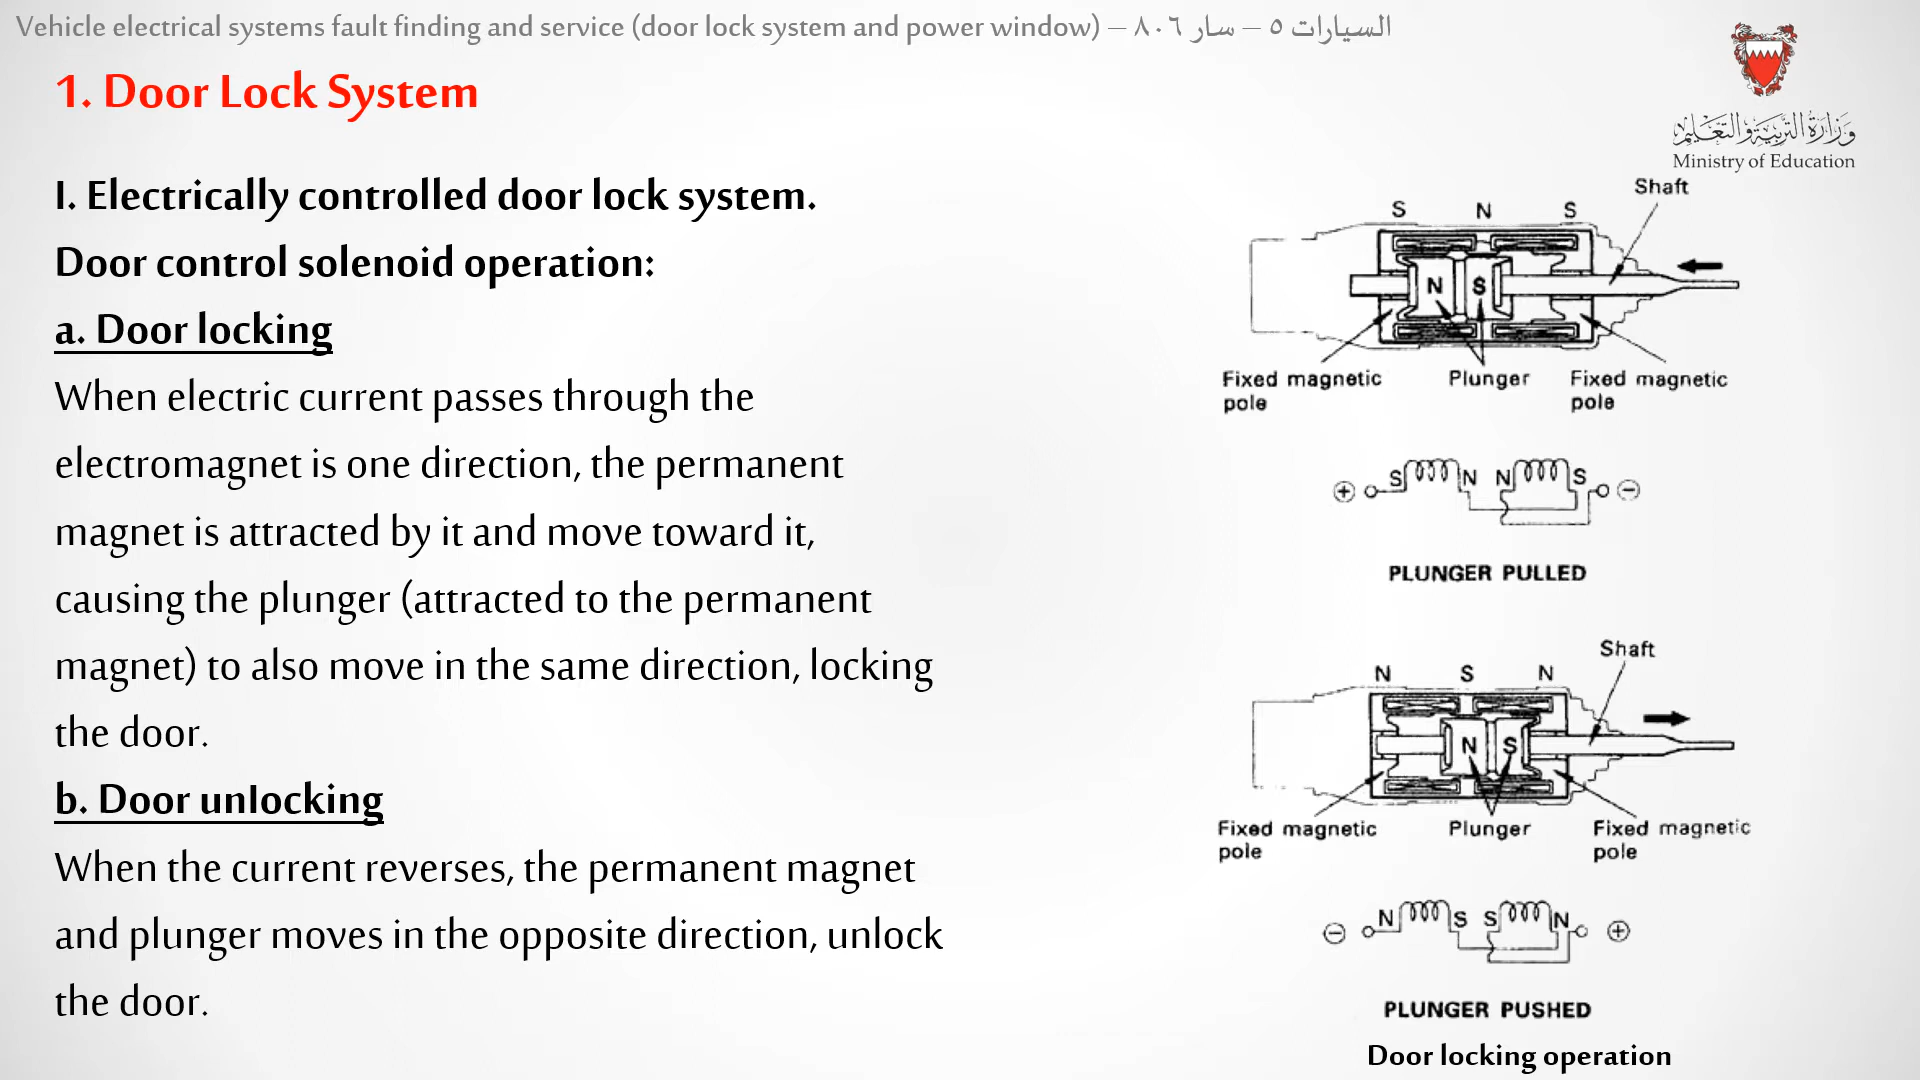 Vehicle electrical systems fault finding and service (door lock system and power window) – السيارات ٥ – سار ٨٠٦
1. Door Lock System
وزارة التربية والتعليم
Ministry of Education
I. Electrically controlled door lock system.
Door control solenoid operation:
a. Door locking
When electric current passes through the
electromagnet is one direction, the permanent
magnet is attracted by it and move toward it,
causing the plunger (attracted to the permanent
magnet) to also move in the same direction, locking
the door.
b. Door unlocking
When the current reverses, the permanent magnet
and plunger moves in the opposite direction, unlock
the door.
Shaft
S N S
N S
Fixed magnetic pole
Plunger
Fixed magnetic pole
+ S N N S −
PLUNGER PULLED
Shaft
N S N
N S
Fixed magnetic pole
Plunger
Fixed magnetic pole
− N S S N +
PLUNGER PUSHED
Door locking operation